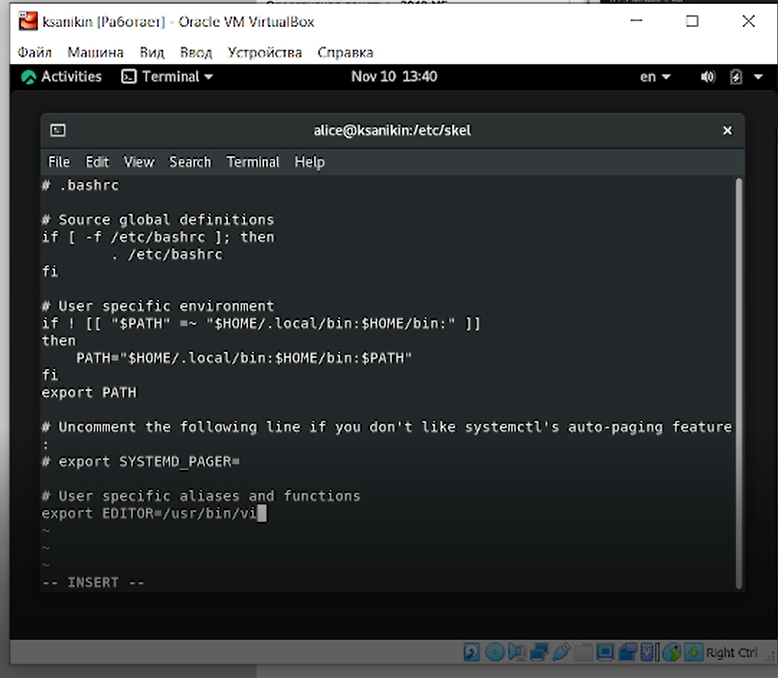 ksanikin [Работает] - Oracle VM VirtualBox
Файл Машина Вид Ввод Устройства Справка
Activities Terminal Nov 10 13:40 en
alice@ksanikin:/etc/skel
File Edit View Search Terminal Help
# .bashrc
# Source global definitions
if [ -f /etc/bashrc ]; then
        . /etc/bashrc
fi
# User specific environment
if ! [[ "$PATH" =~ "$HOME/.local/bin:$HOME/bin:" ]]
then
    PATH="$HOME/.local/bin:$HOME/bin:$PATH"
fi
export PATH
# Uncomment the following line if you don't like systemctl's auto-paging feature
:
# export SYSTEMD_PAGER=
# User specific aliases and functions
export EDITOR=/usr/bin/vi
~
~
~
-- INSERT --
Right Ctrl